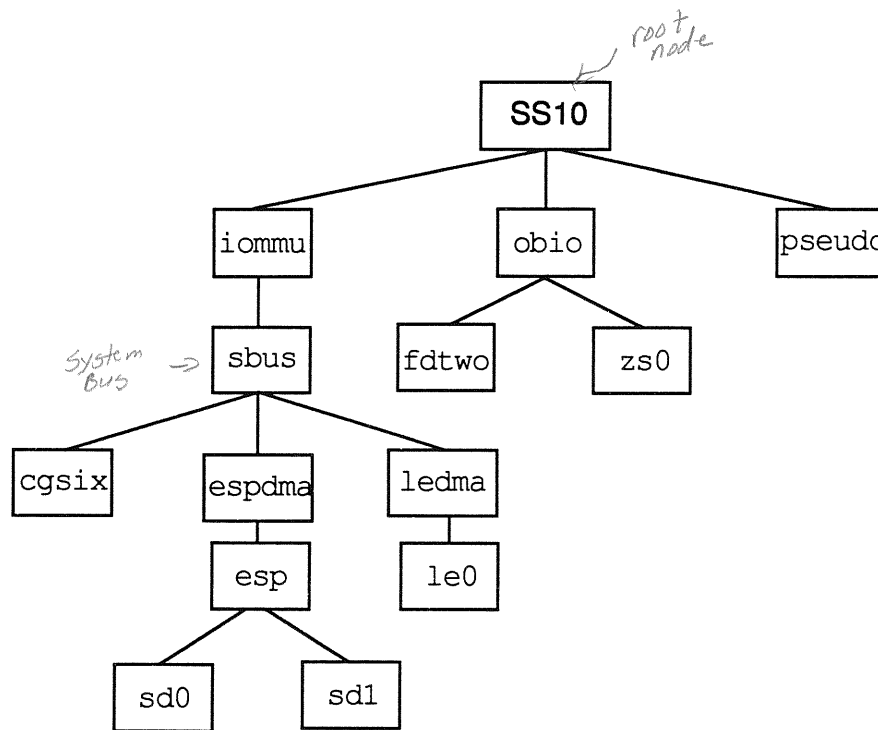 root
node
SS10
iommu
obio
pseudo
System
Bus
sbus
fdtwo
zs0
cgsix
espdma
ledma
esp
le0
sd0
sd1